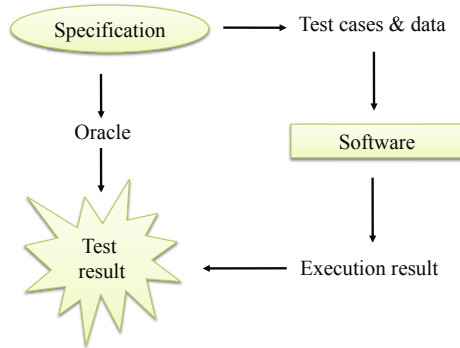 Specification
Test cases & data
Oracle
Software
Test
result
Execution result